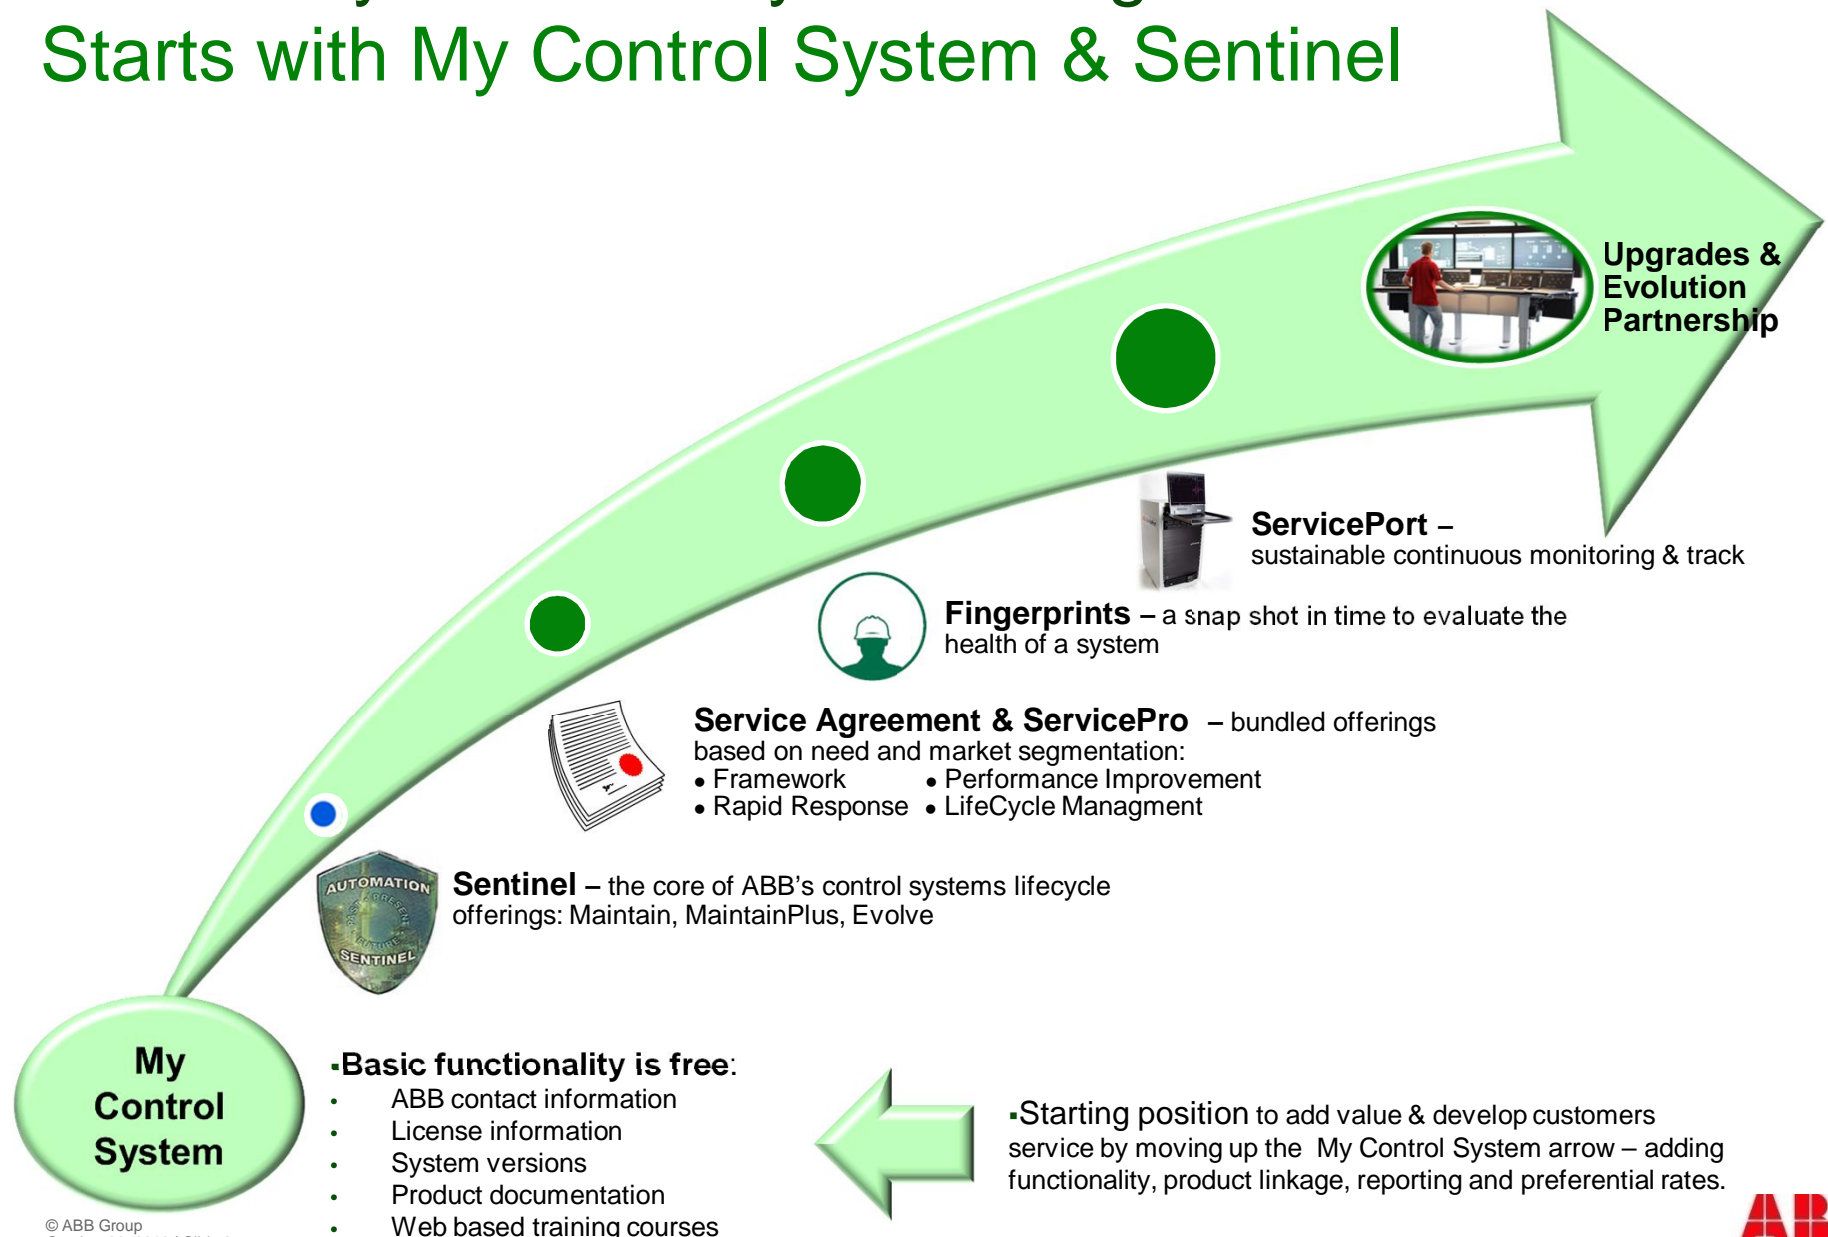 Starts with My Control System & Sentinel
Upgrades &
Evolution
Partnership
ServicePort –
sustainable continuous monitoring & track
Fingerprints – a snap shot in time to evaluate the
health of a system
Service Agreement & ServicePro – bundled offerings
based on need and market segmentation:
● Framework ● Performance Improvement
● Rapid Response ● LifeCycle Managment
AUTOMATION
PAST - PRESENT
FUTURE
SENTINEL
Sentinel – the core of ABB's control systems lifecycle
offerings: Maintain, MaintainPlus, Evolve
My
Control
System
▪Basic functionality is free:
• ABB contact information
• License information
• System versions
• Product documentation
• Web based training courses
▪Starting position to add value & develop customers
service by moving up the My Control System arrow – adding
functionality, product linkage, reporting and preferential rates.
© ABB Group
AB